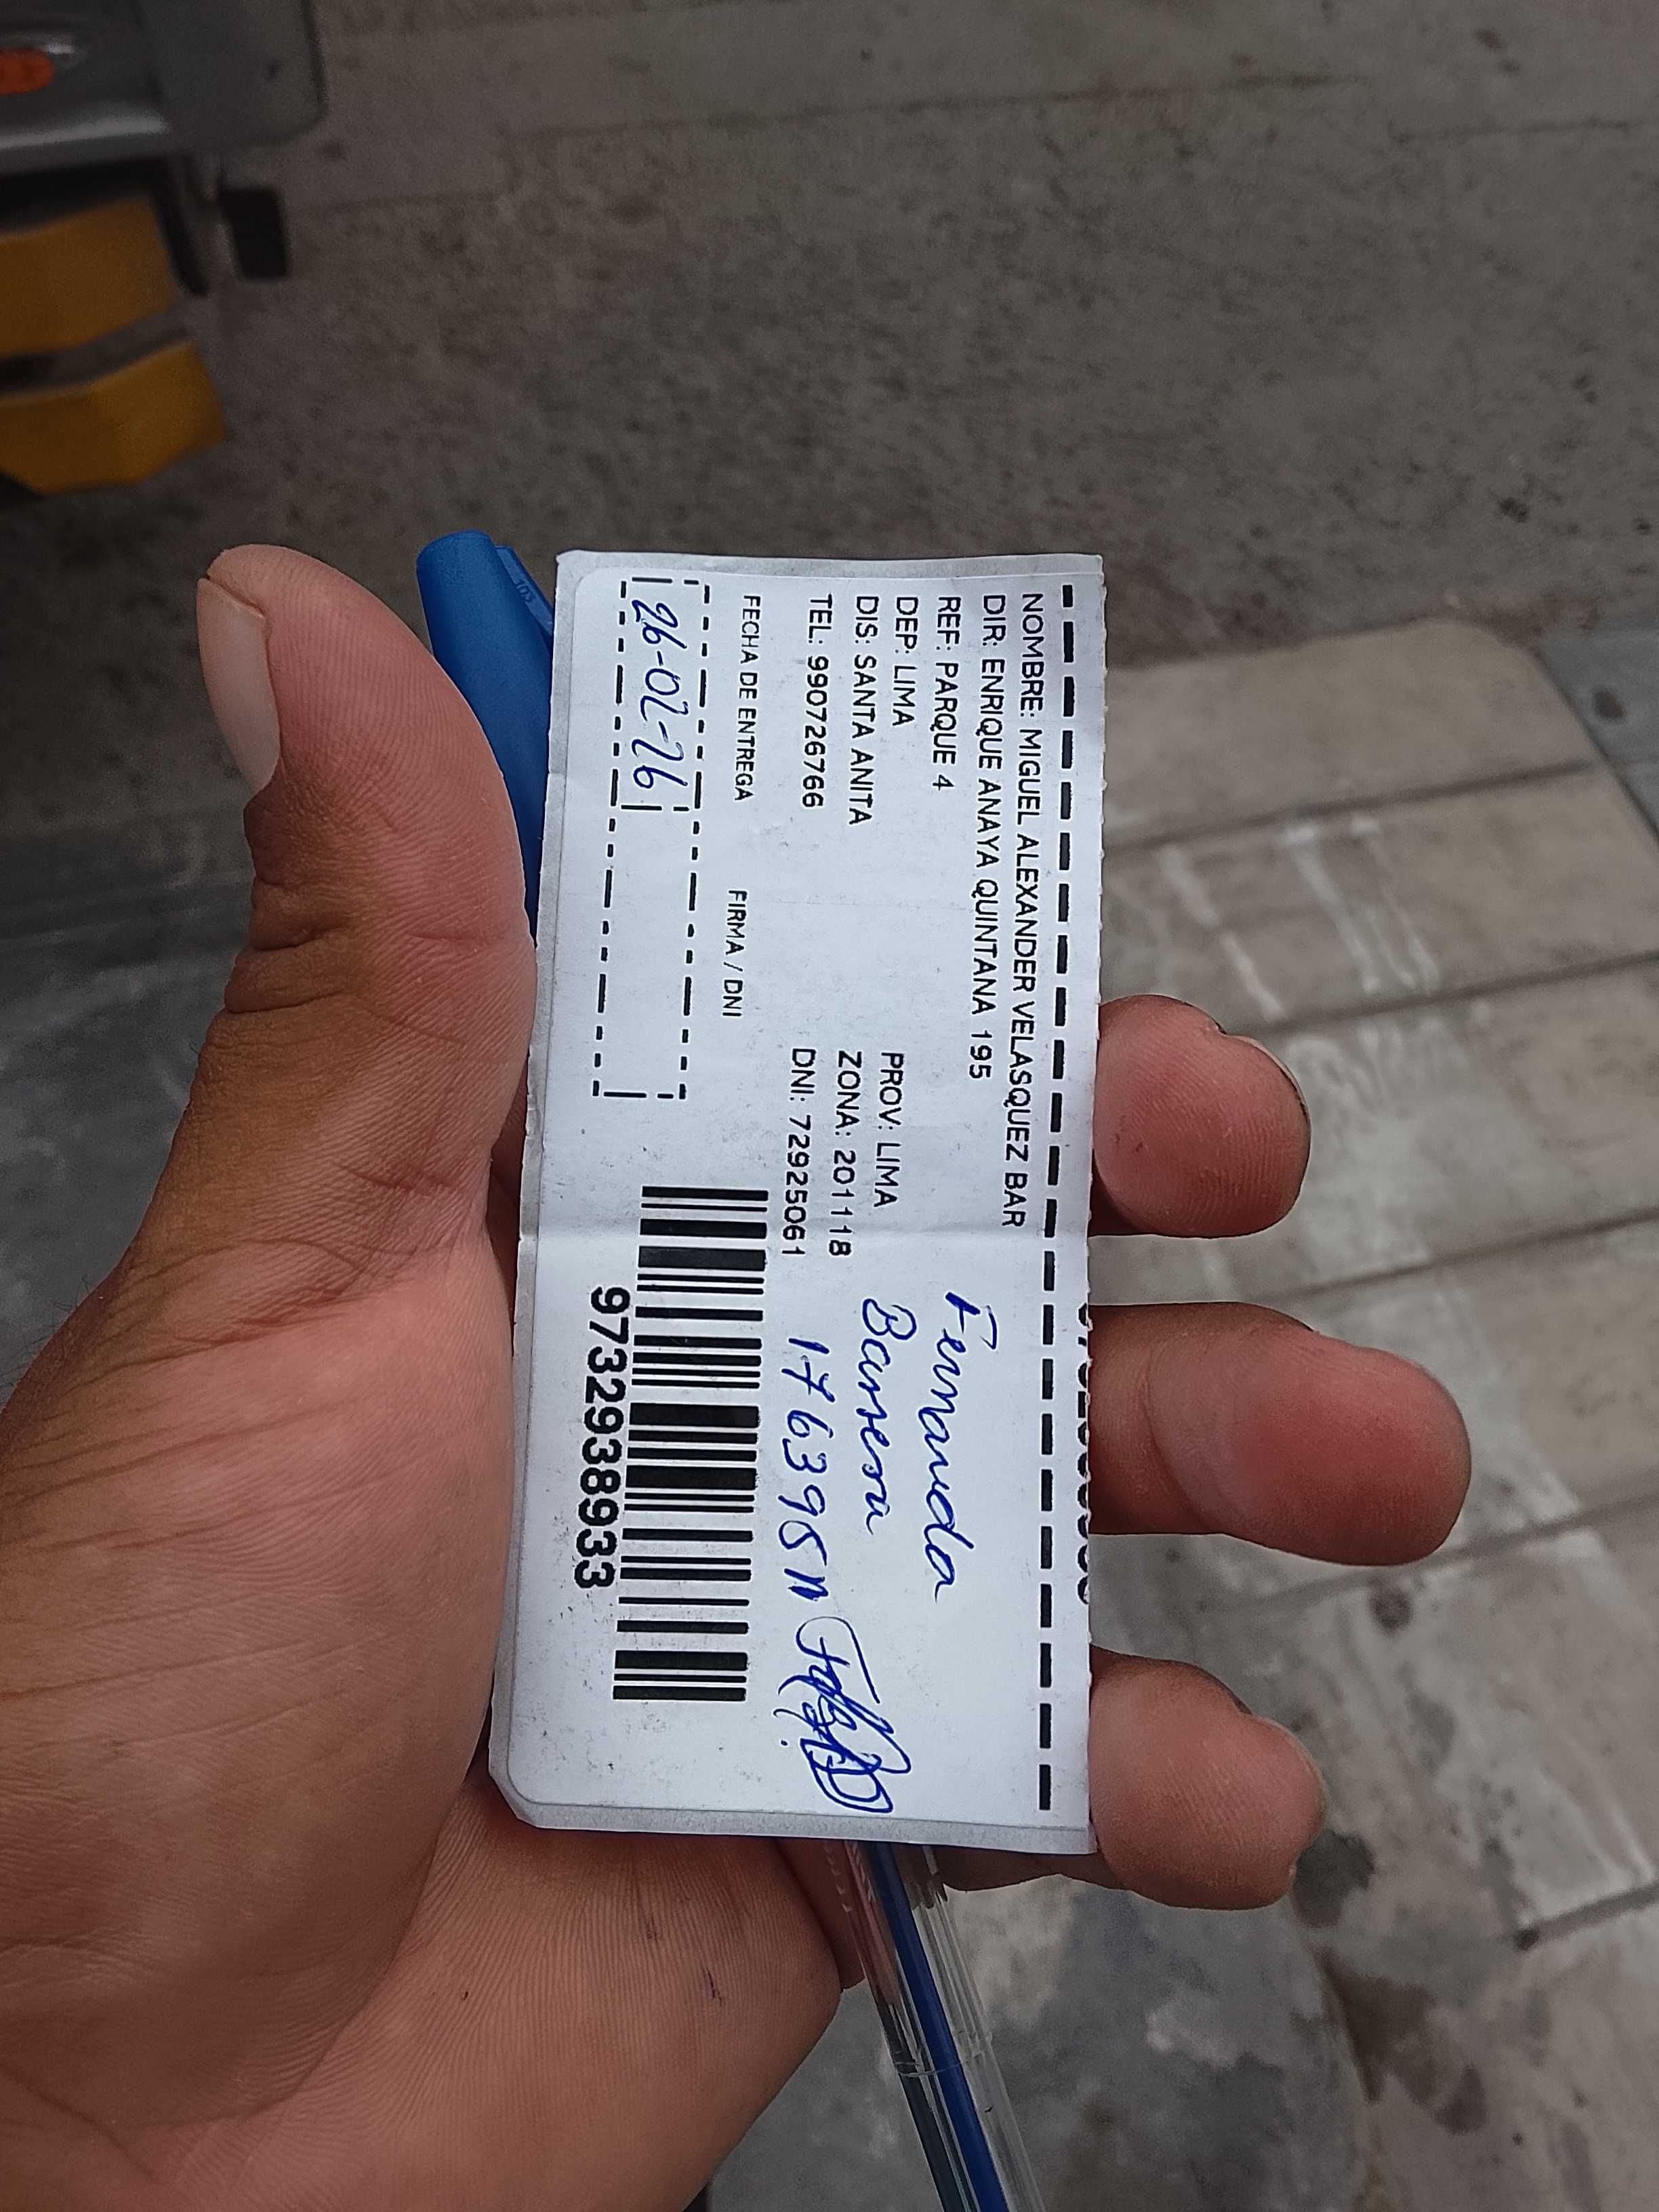 NOMBRE: MIGUEL ALEXANDER VELASQUEZ BAR
DIR: ENRIQUE ANAYA QUINTANA 195
REF: PARQUE 4
DEP: LIMA PROV: LIMA
DIS: SANTA ANITA ZONA: 201118
TEL: 990726766 DNI: 72925061
Fernanda
Barrera
FECHA DE ENTREGA FIRMA / DNI
26-02-26
9732938933